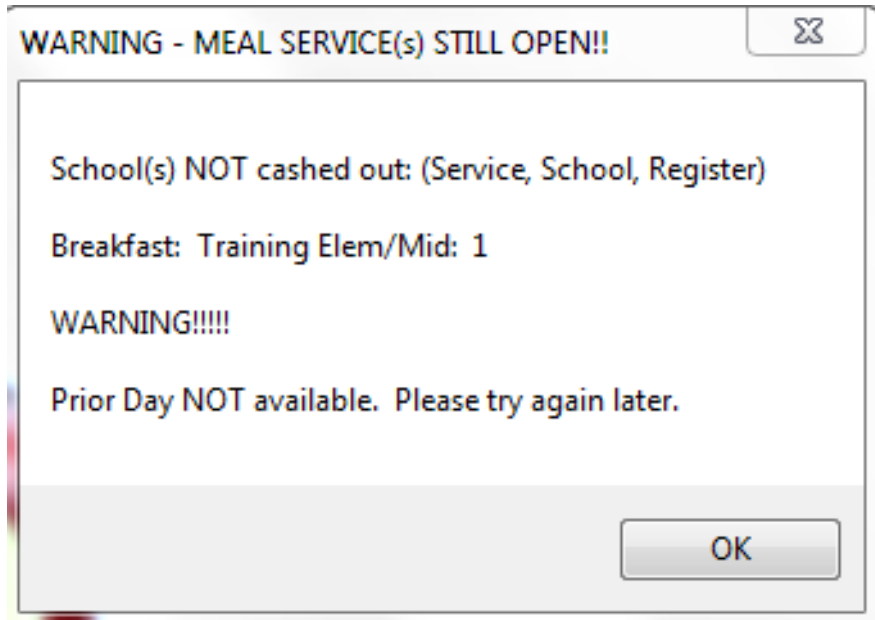 WARNING - MEAL SERVICE(s) STILL OPEN!!
School(s) NOT cashed out: (Service, School, Register)
Breakfast:  Training Elem/Mid:  1
WARNING!!!!!
Prior Day NOT available.  Please try again later.
OK